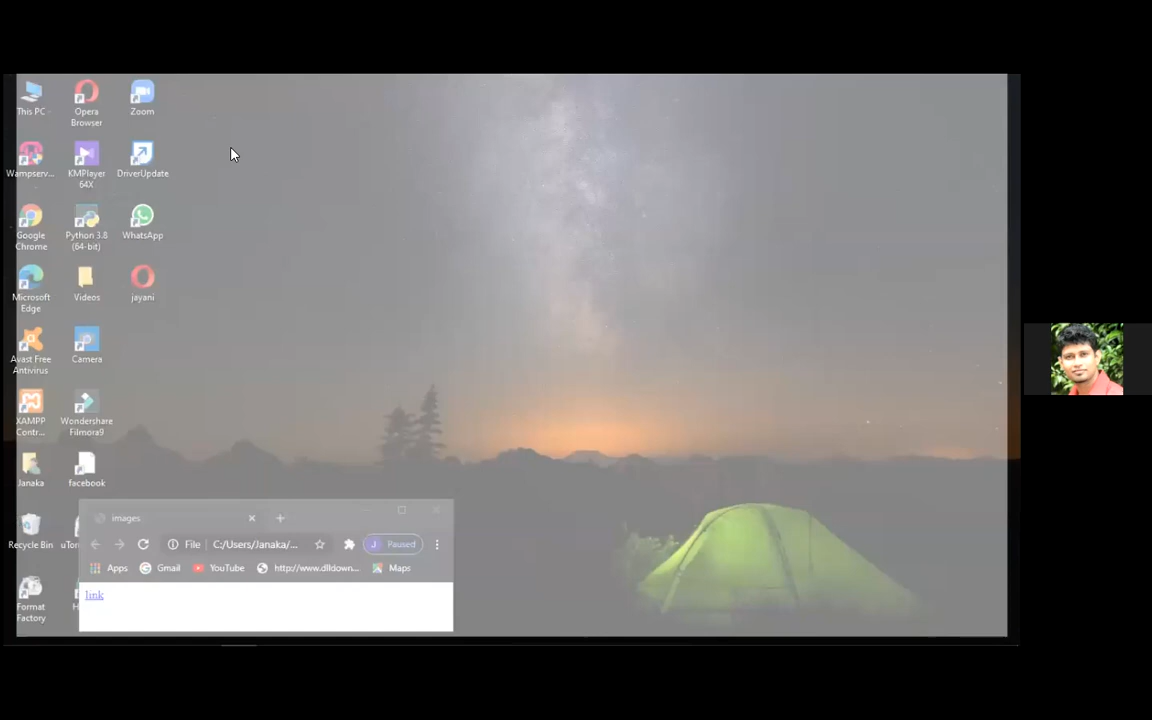 This PC
Opera
Browser
Zoom
Wampserv...
KMPlayer
64X
DriverUpdate
Google
Chrome
Python 3.8
(64-bit)
WhatsApp
Microsoft
Edge
Videos
jayani
Avast Free
Antivirus
Camera
XAMPP
Contr...
Wondershare
Filmora9
Janaka
facebook
Recycle Bin
uTor
Format
Factory
H
images
File
C:/Users/Janaka/...
J
Paused
Apps
Gmail
YouTube
http://www.dlldown...
Maps
link